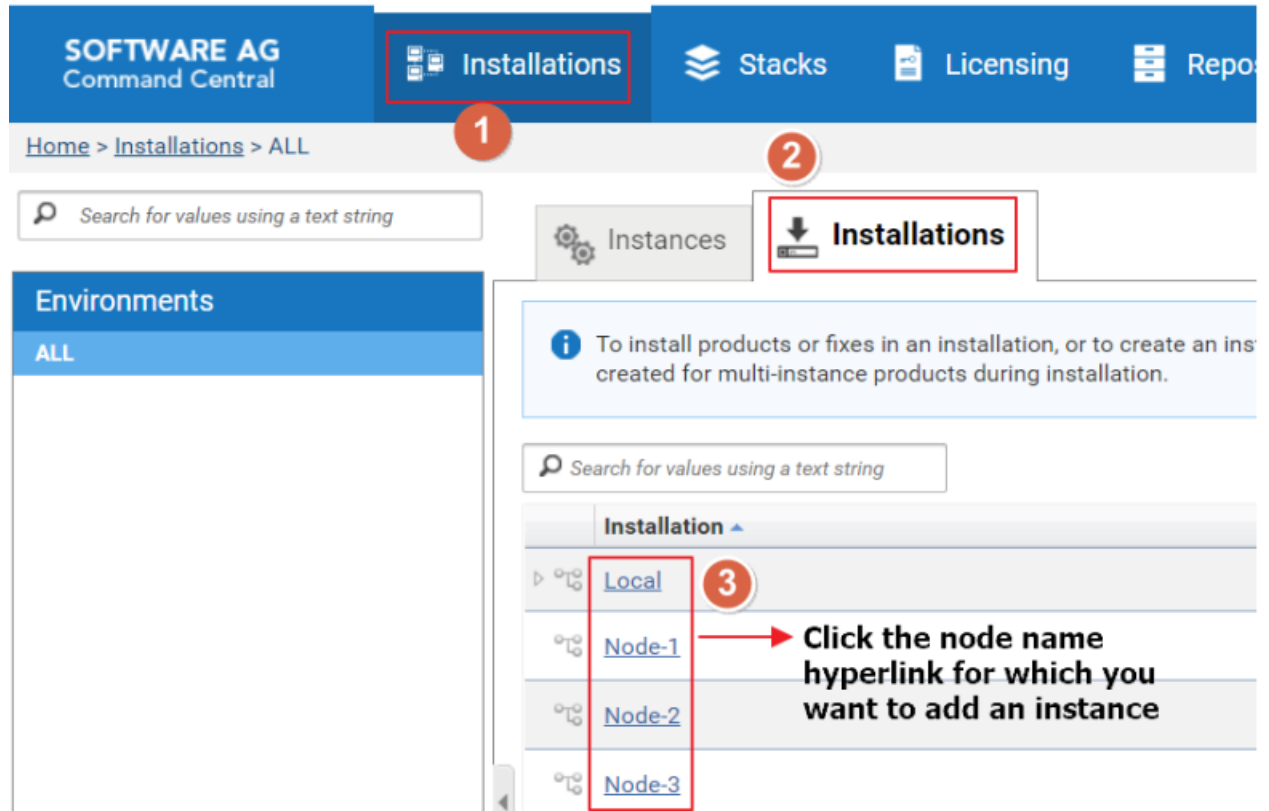 SOFTWARE AG
Command Central
Installations
Stacks
Licensing
1
Home > Installations > ALL
2
Search for values using a text string
Instances
Installations
Environments
ALL
To install products or fixes in an installation, or to create an
created for multi-instance products during installation.
Search for values using a text string
Installation
Local
3
Node-1
Click the node name
hyperlink for which you
want to add an instance
Node-2
Node-3